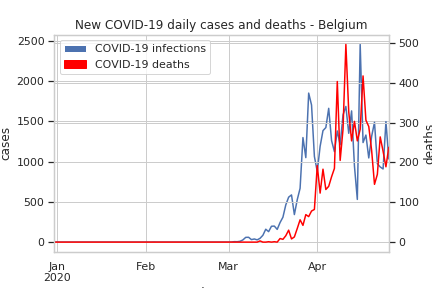 New COVID-19 daily cases and deaths - Belgium
COVID-19 infections
COVID-19 deaths
2500
2000
1500
1000
500
0
cases
500
400
300
200
100
0
deaths
Jan
2020
Feb
Mar
Apr